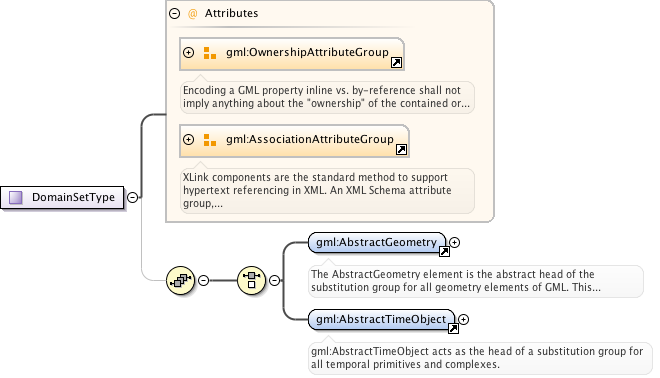 @ Attributes
gml:OwnershipAttributeGroup
Encoding a GML property inline vs. by-reference shall not
imply anything about the "ownership" of the contained or...
gml:AssociationAttributeGroup
XLink components are the standard method to support
hypertext referencing in XML. An XML Schema attribute
group,...
DomainSetType
gml:AbstractGeometry
The AbstractGeometry element is the abstract head of the
substitution group for all geometry elements of GML. This...
gml:AbstractTimeObject
gml:AbstractTimeObject acts as the head of a substitution group for
all temporal primitives and complexes.